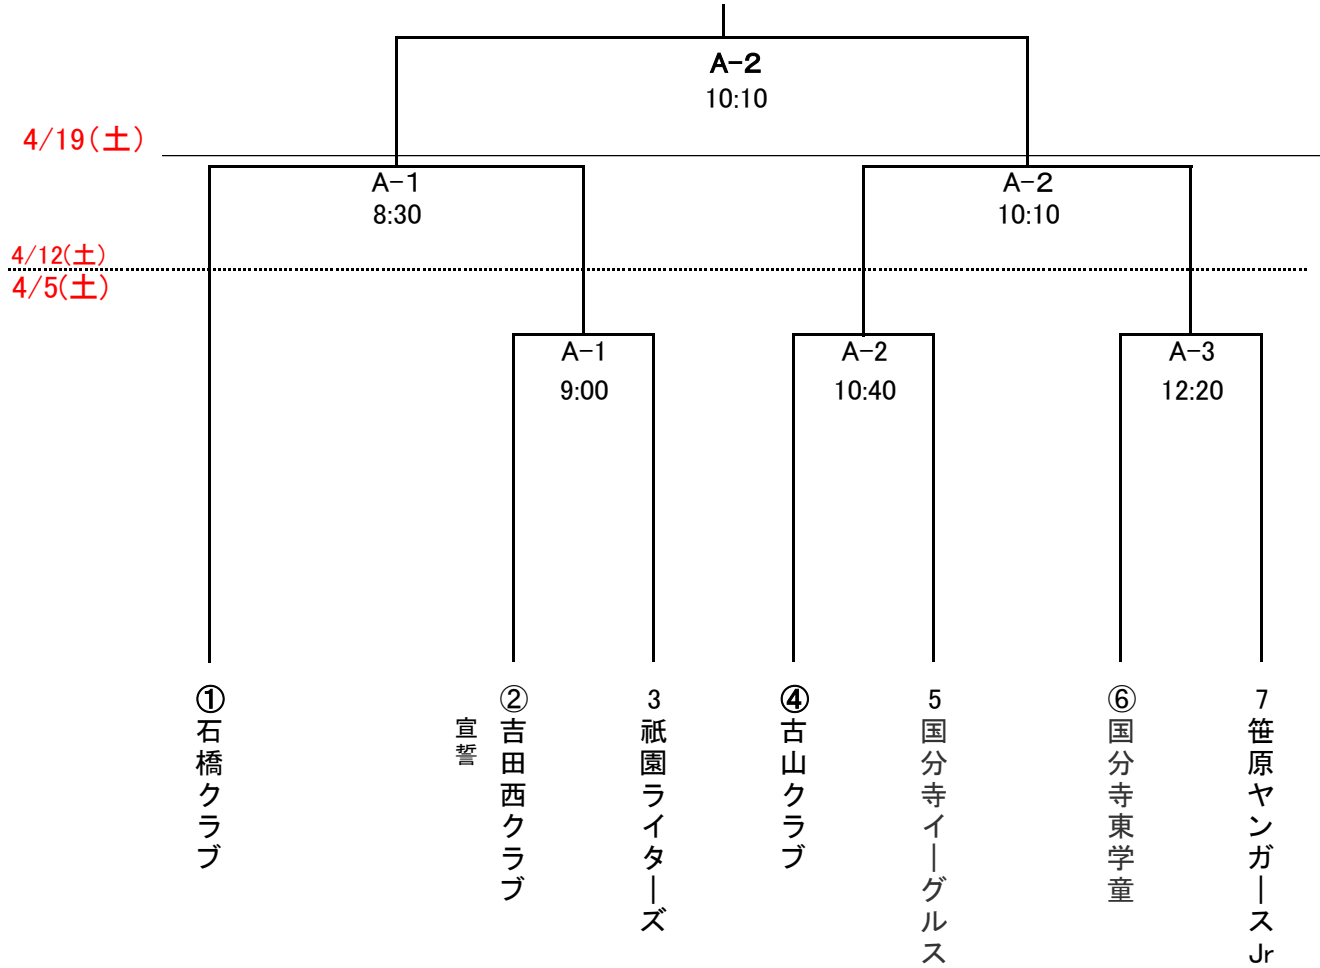 A-2
10:10
4/19(土)
A-1
8:30
A-2
10:10
4/12(土)
4/5(土)
A-1
9:00
A-2
10:40
A-3
12:20
①石橋クラブ
宣誓
②吉田西クラブ
3祇園ライターズ
④古山クラブ
5国分寺イーグルス
⑥国分寺東学童
7笹原ヤンガースJr